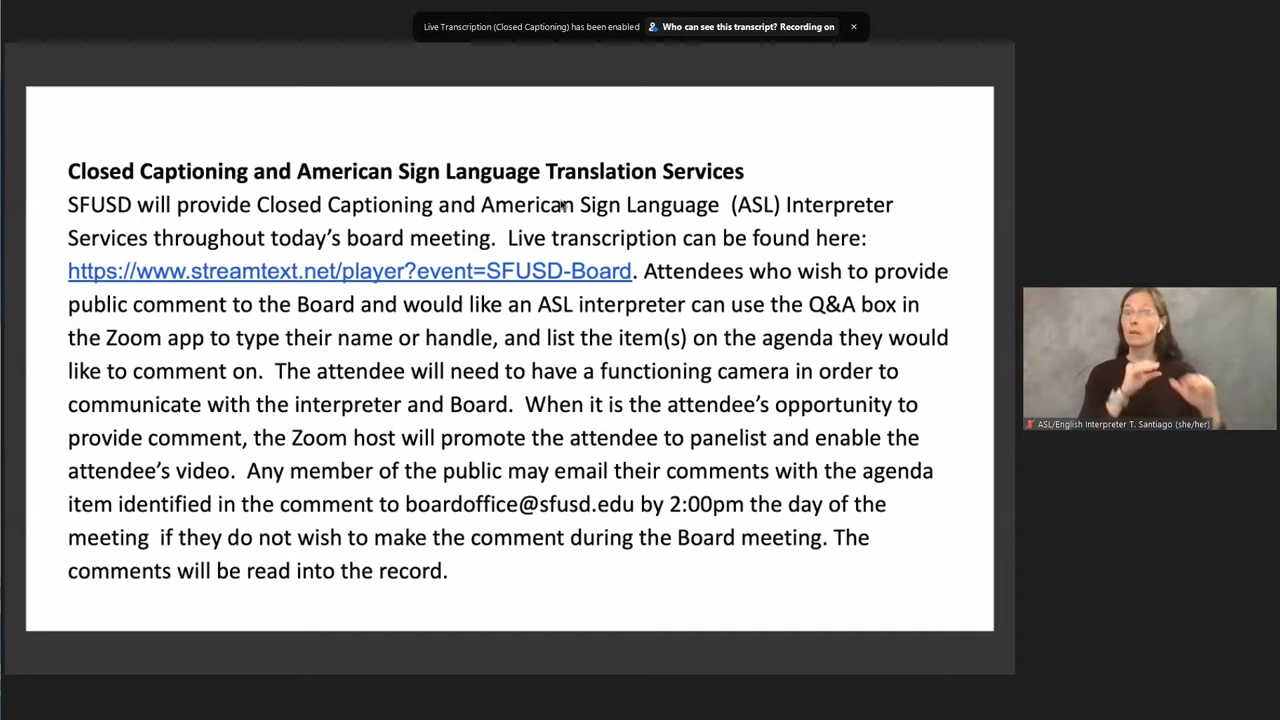 Live Transcription (Closed Captioning) has been enabled Who can see this transcript? Recording on
Closed Captioning and American Sign Language Translation Services
SFUSD will provide Closed Captioning and American Sign Language (ASL) Interpreter
Services throughout today’s board meeting. Live transcription can be found here:
https://www.streamtext.net/player?event=SFUSD-Board. Attendees who wish to provide
public comment to the Board and would like an ASL interpreter can use the Q&A box in
the Zoom app to type their name or handle, and list the item(s) on the agenda they would
like to comment on. The attendee will need to have a functioning camera in order to
communicate with the interpreter and Board. When it is the attendee’s opportunity to
provide comment, the Zoom host will promote the attendee to panelist and enable the
attendee’s video. Any member of the public may email their comments with the agenda
item identified in the comment to boardoffice@sfusd.edu by 2:00pm the day of the
meeting if they do not wish to make the comment during the Board meeting. The
comments will be read into the record.
ASL/English Interpreter T. Santiago (she/her)